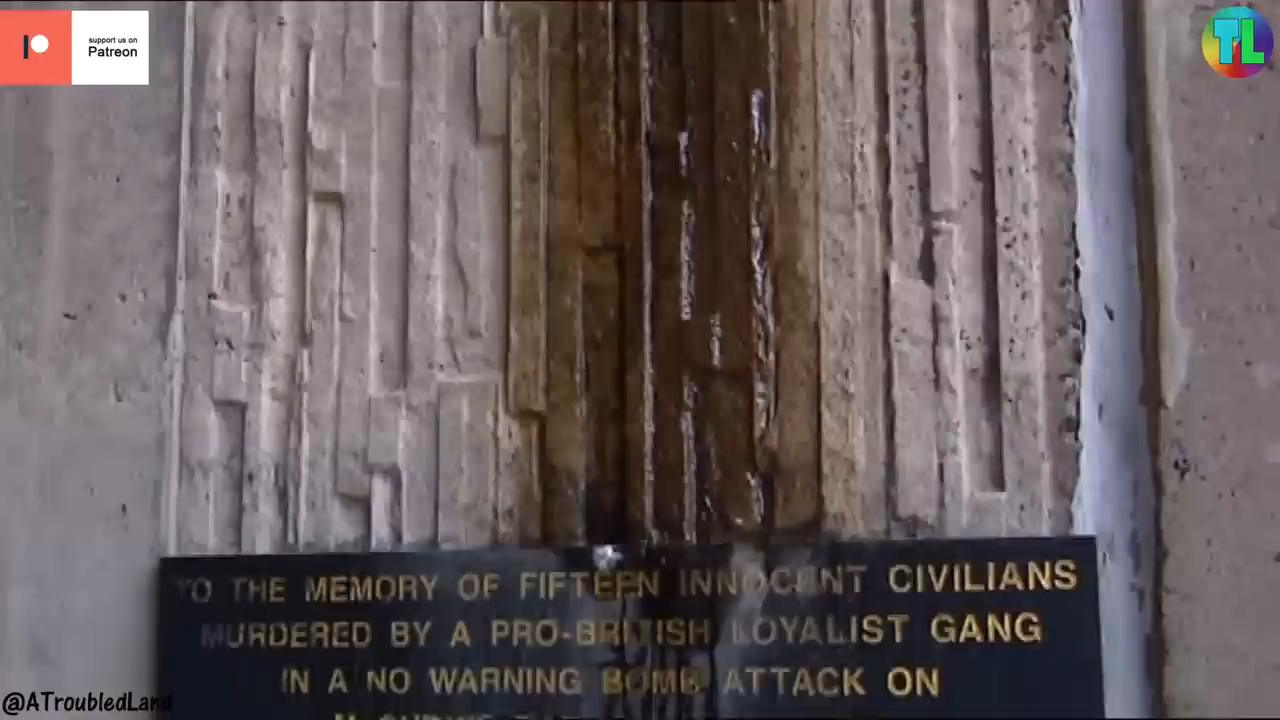 support us on
Patreon
TL
TO THE MEMORY OF FIFTEEN INNOCENT CIVILIANS
MURDERED BY A PRO-BRITISH LOYALIST GANG
IN A NO WARNING BOMB ATTACK ON
@ATroubledLand